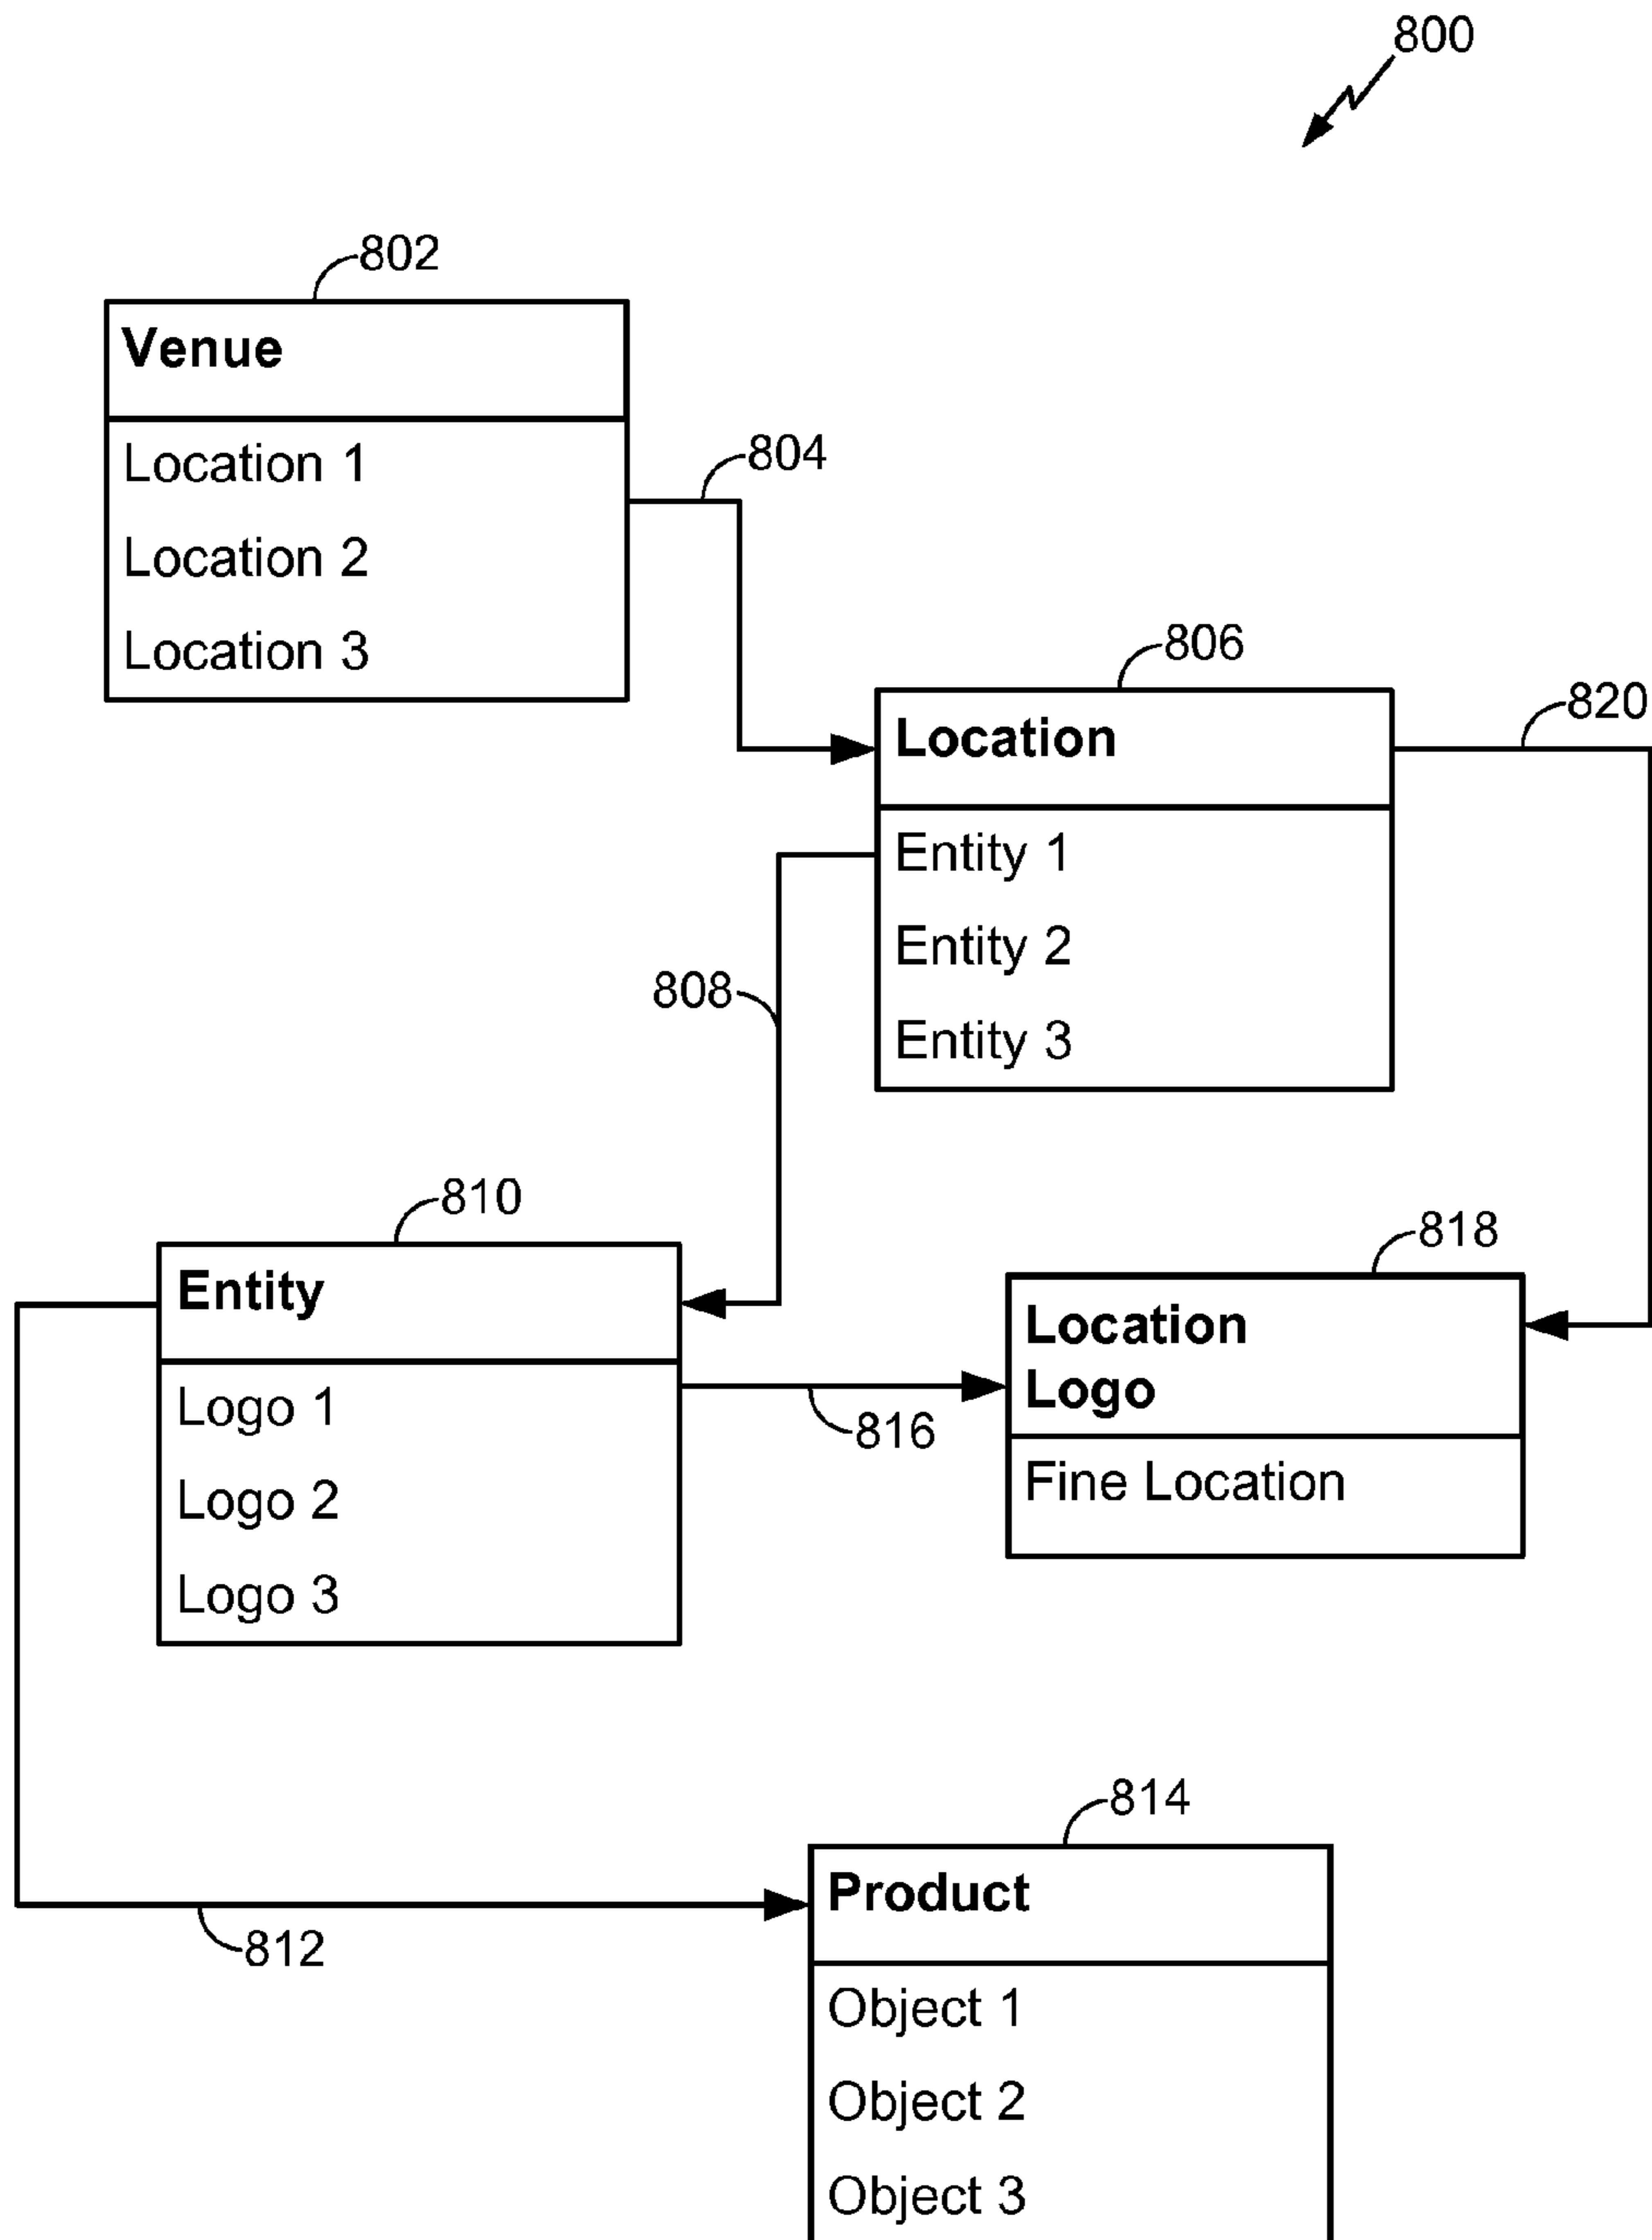 800
802
Venue
Location 1
Location 2
Location 3
804
806
Location
Entity 1
Entity 2
Entity 3
820
808
810
Entity
Logo 1
Logo 2
Logo 3
816
818
Location
Logo
Fine Location
812
814
Product
Object 1
Object 2
Object 3